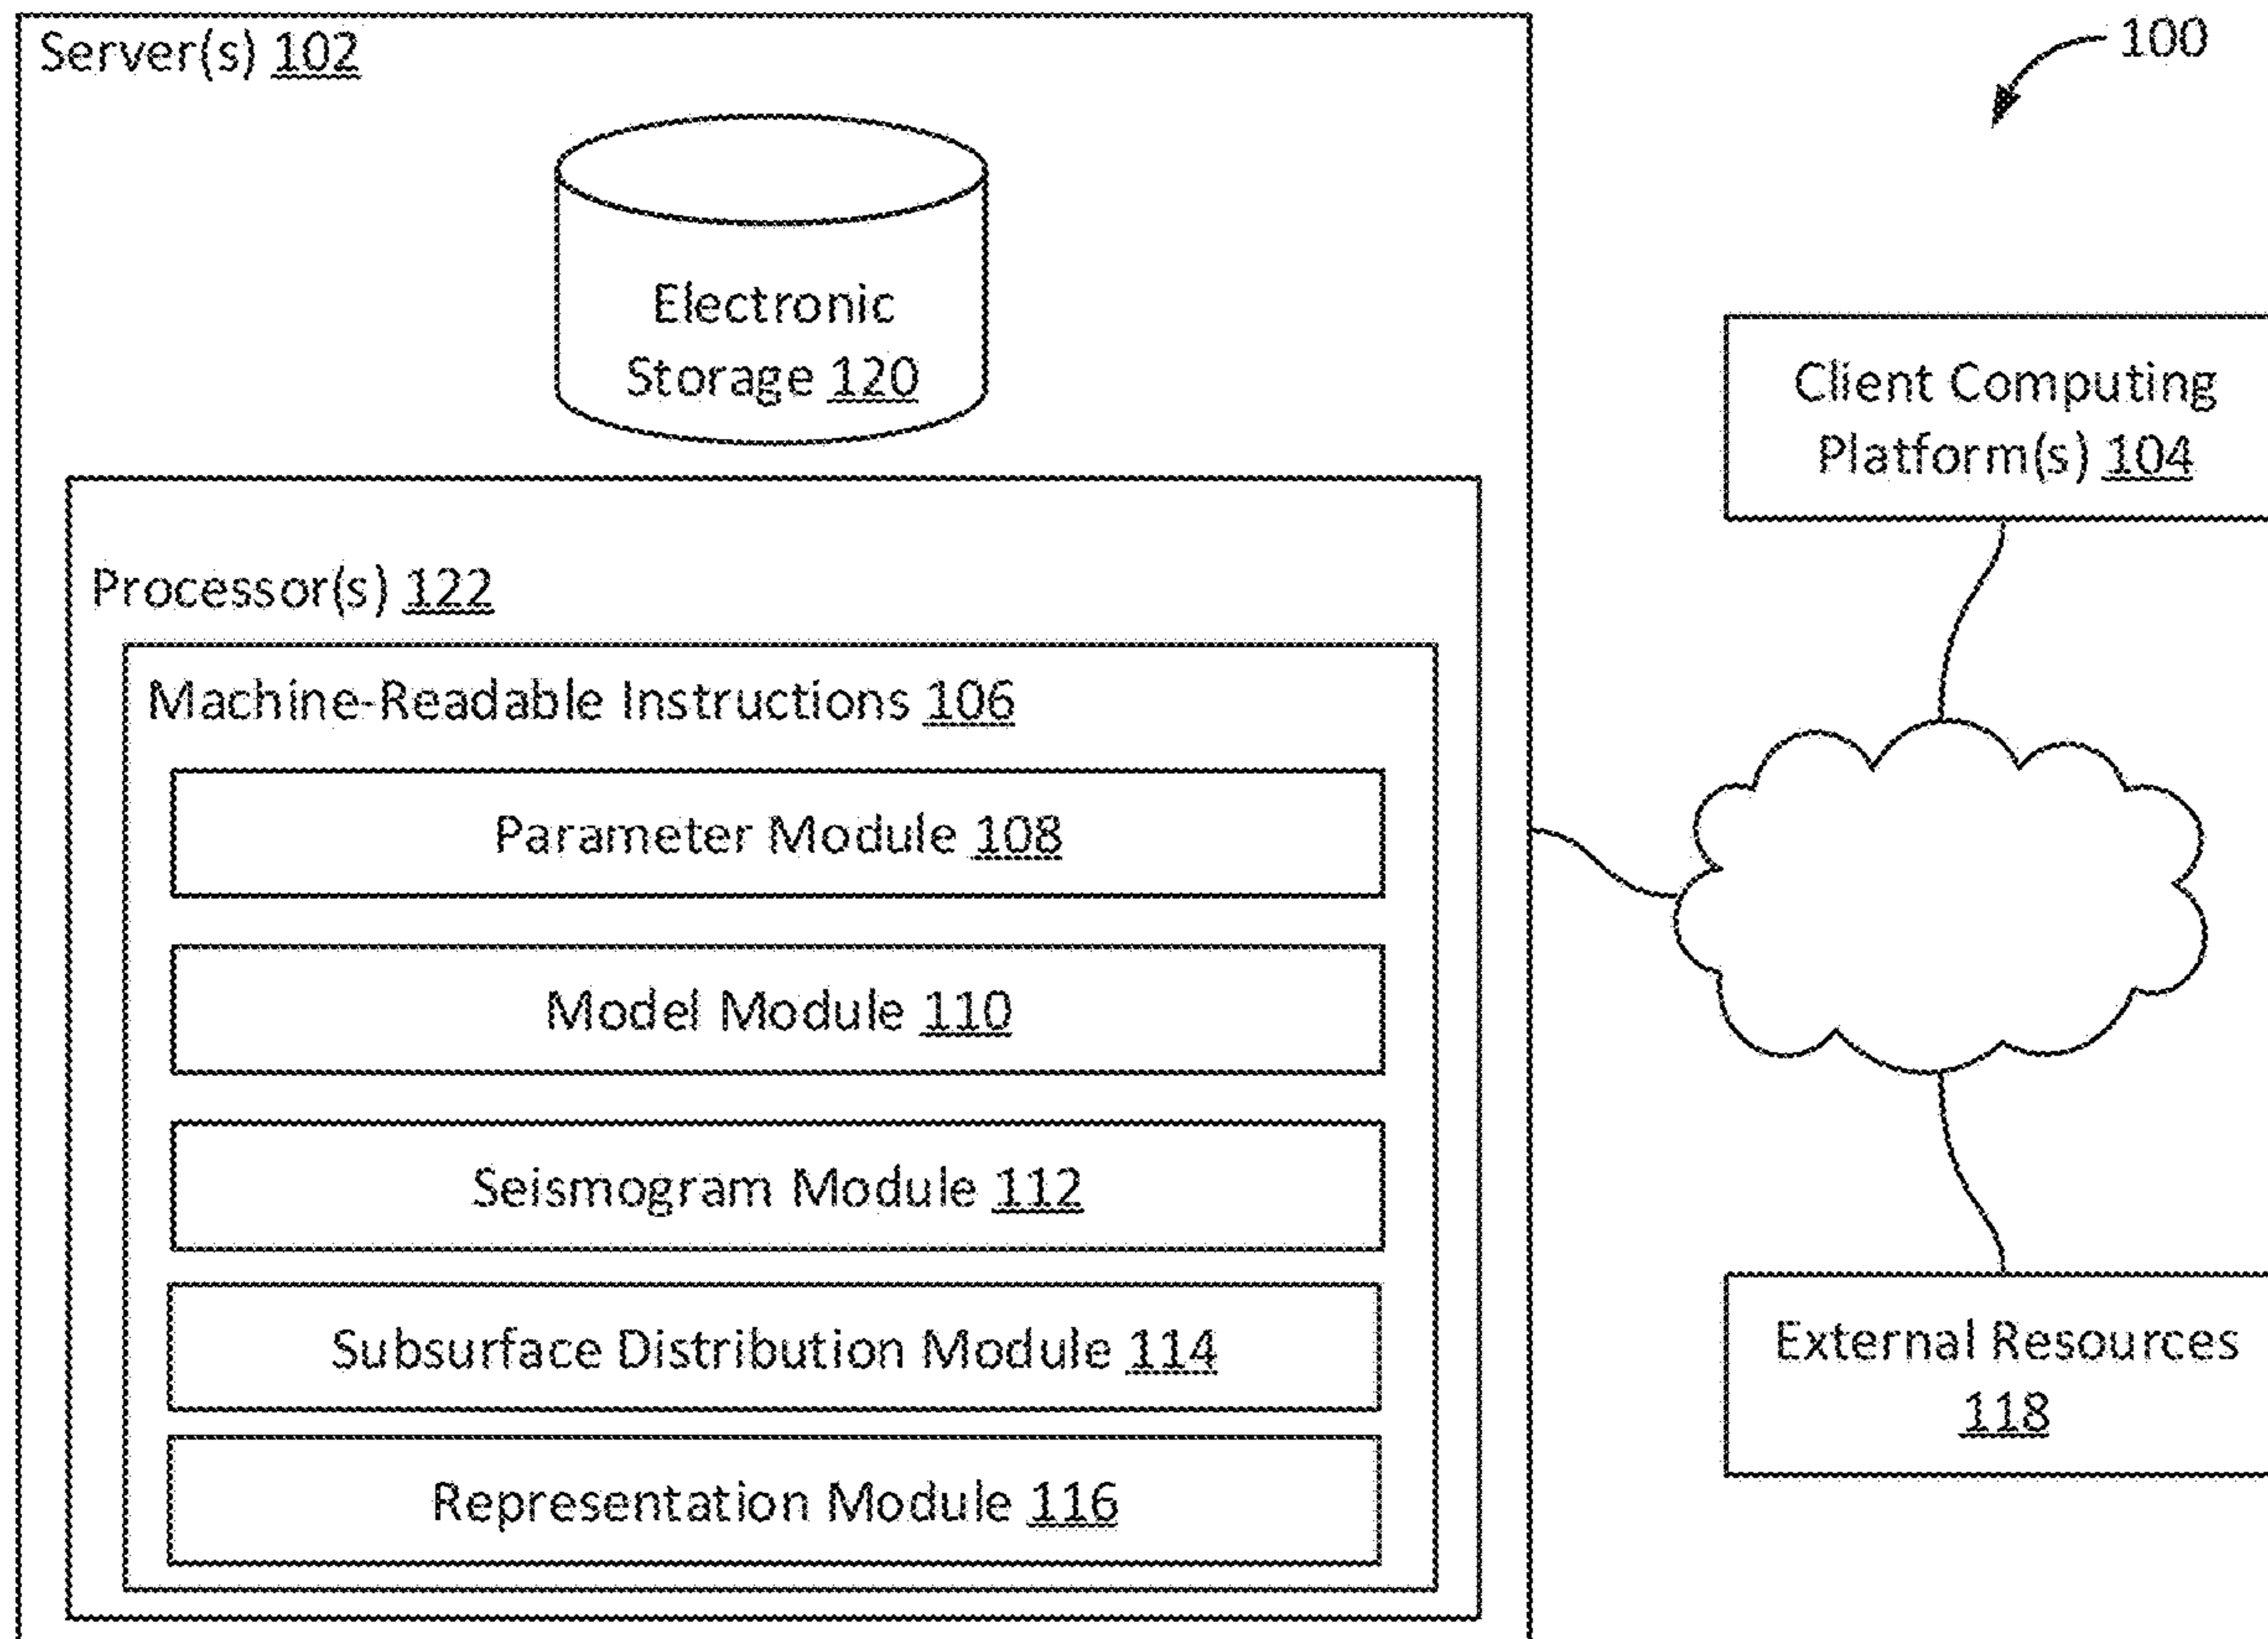 Server(s) 102
100
Electronic
Storage 120
Client Computing
Platform(s) 104
Processor(s) 122
Machine-Readable Instructions 106
Parameter Module 108
Model Module 110
Seismogram Module 112
Subsurface Distribution Module 114
External Resources
118
Representation Module 116